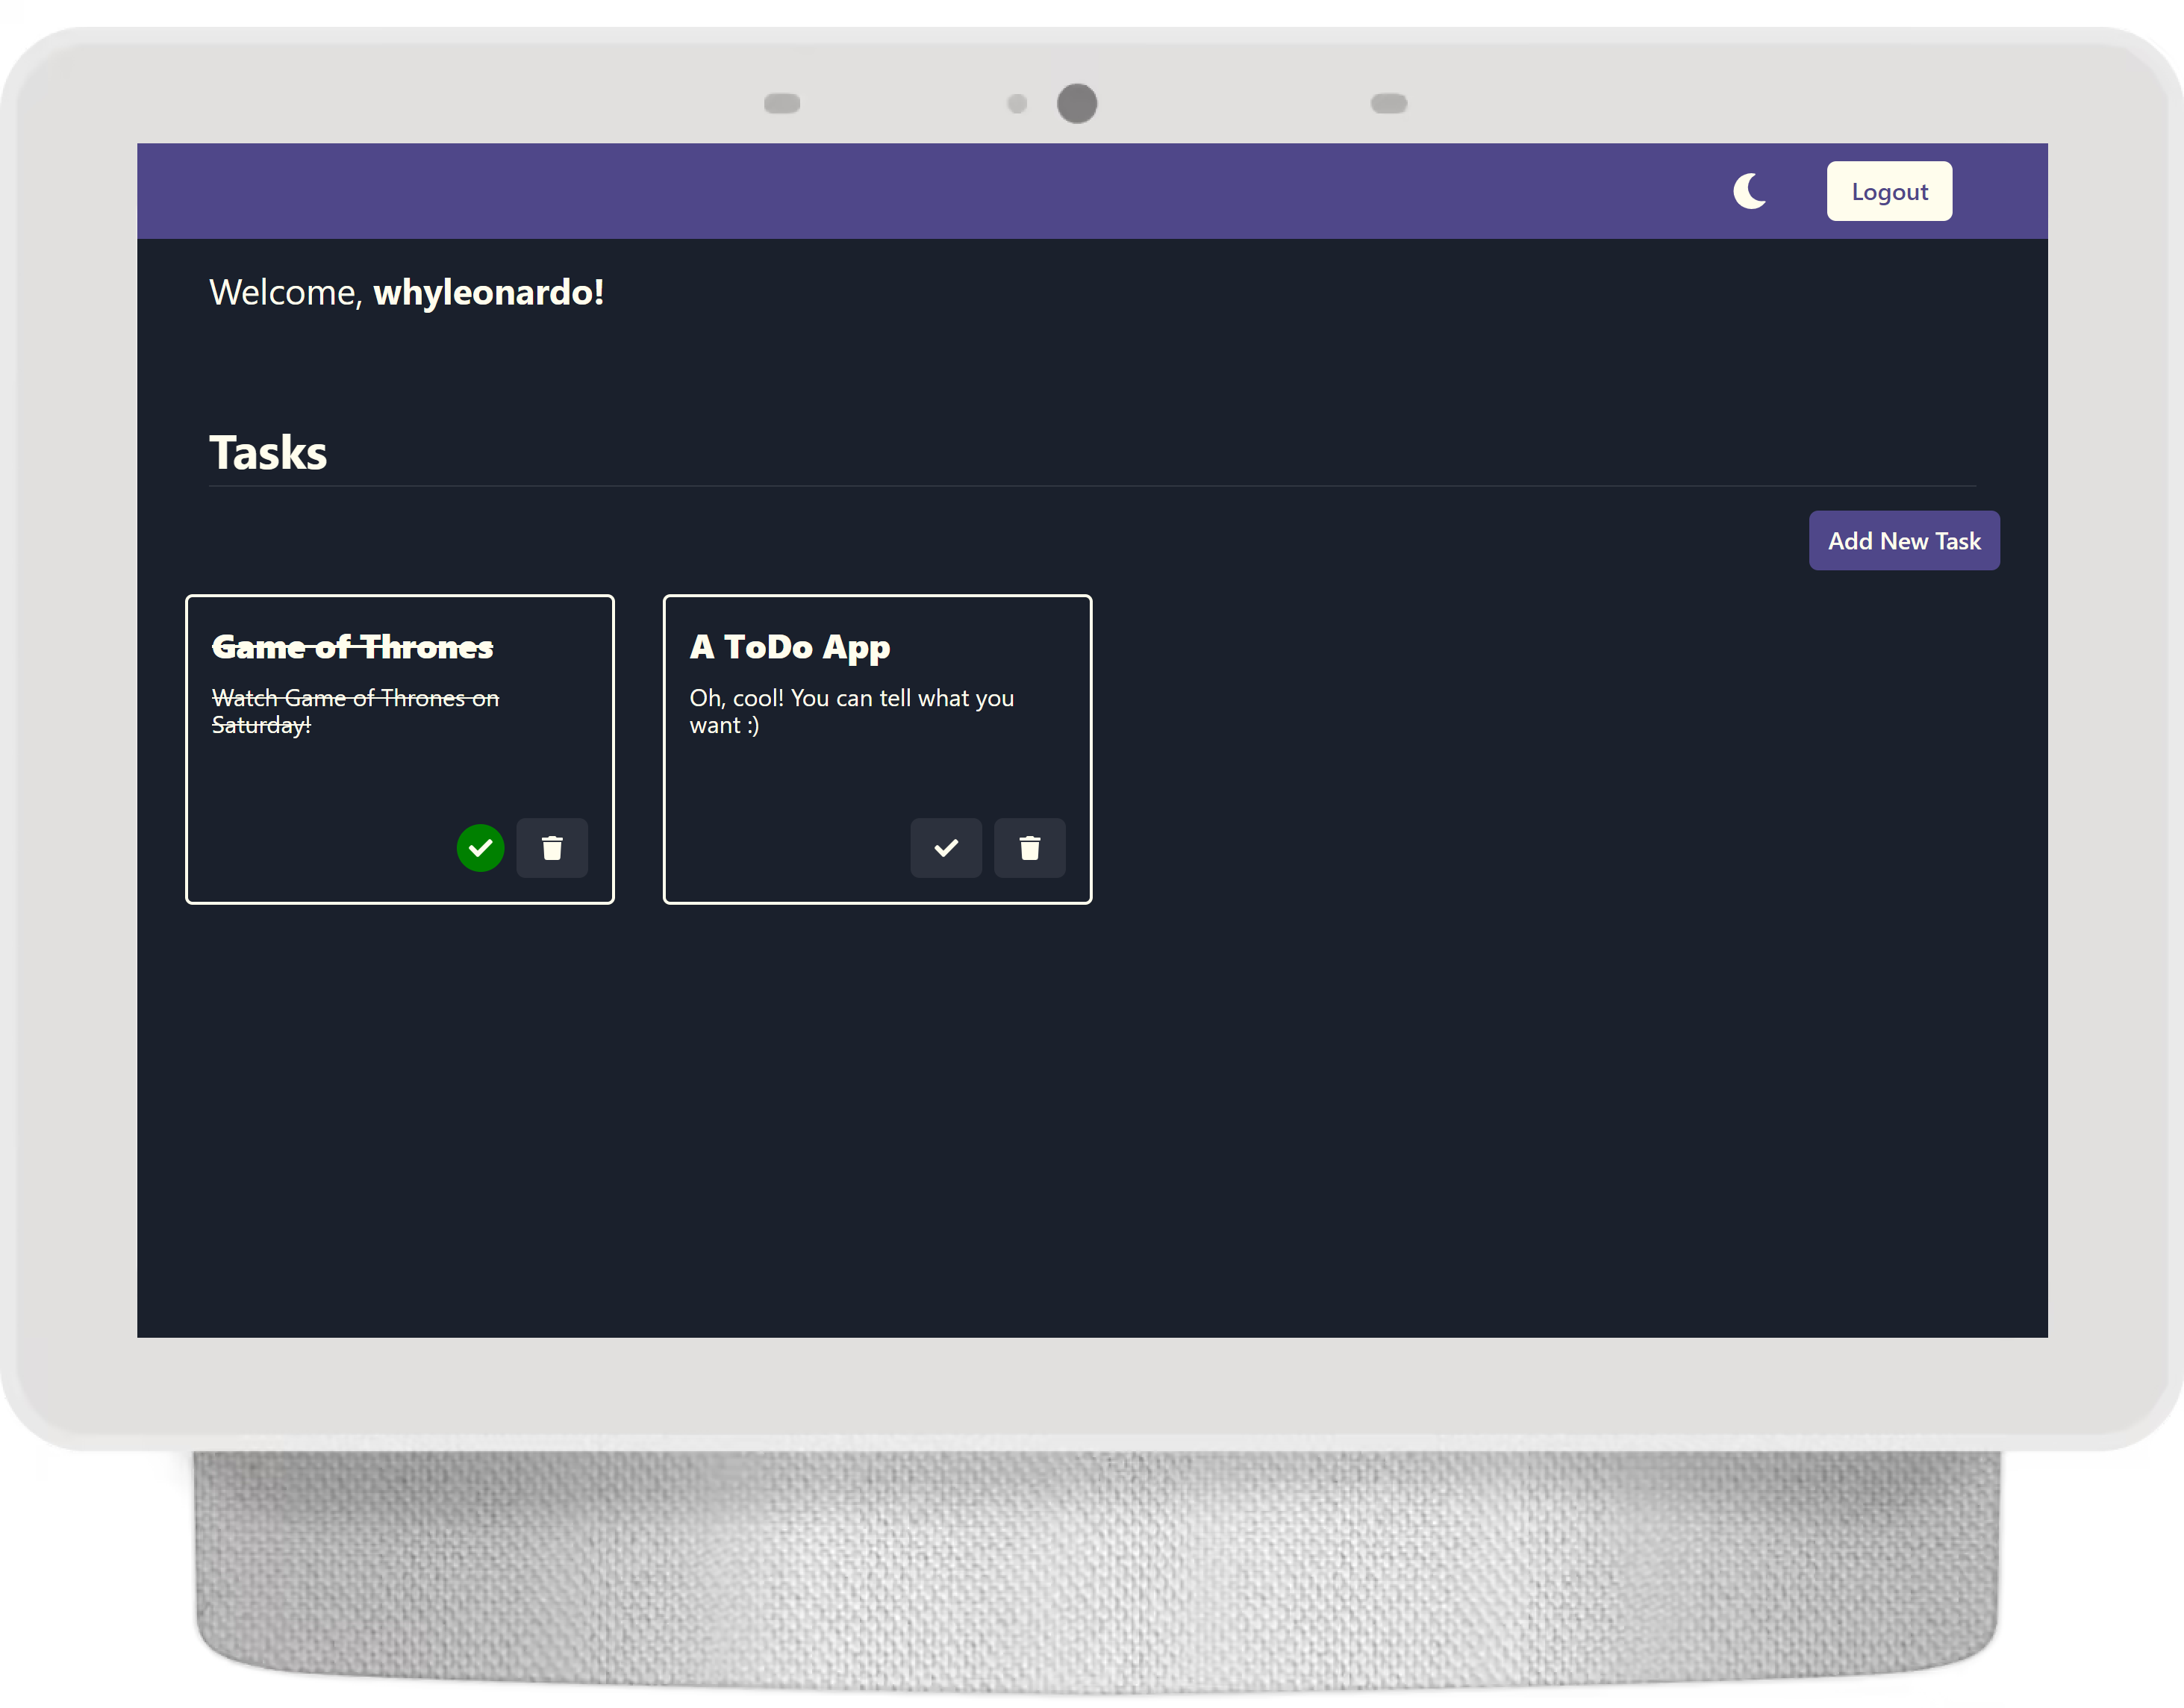 Logout
Welcome, whyleonardo!
Tasks
Add New Task
Game of Thrones
Watch Game of Thrones on
Saturday!
A ToDo App
Oh, cool! You can tell what you
want :)